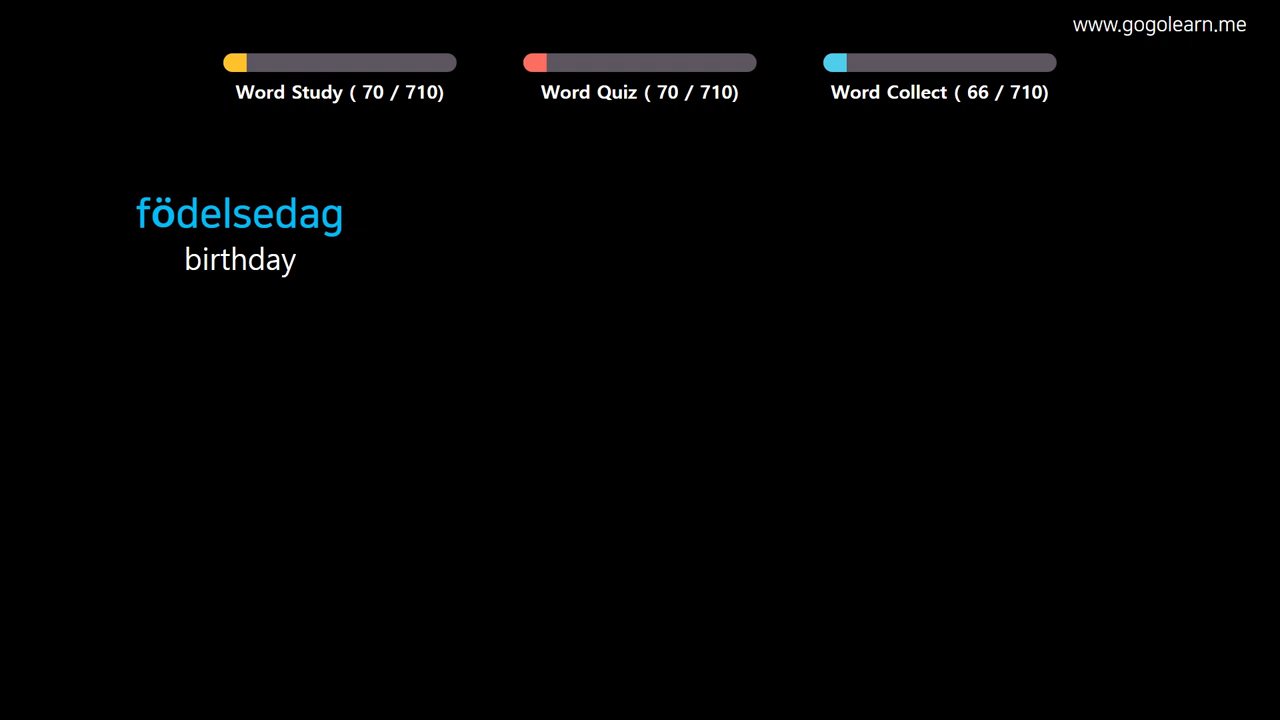 www.gogolearn.me
Word Study ( 70 / 710)
Word Quiz ( 70 / 710)
Word Collect ( 66 / 710)
födelsedag
birthday